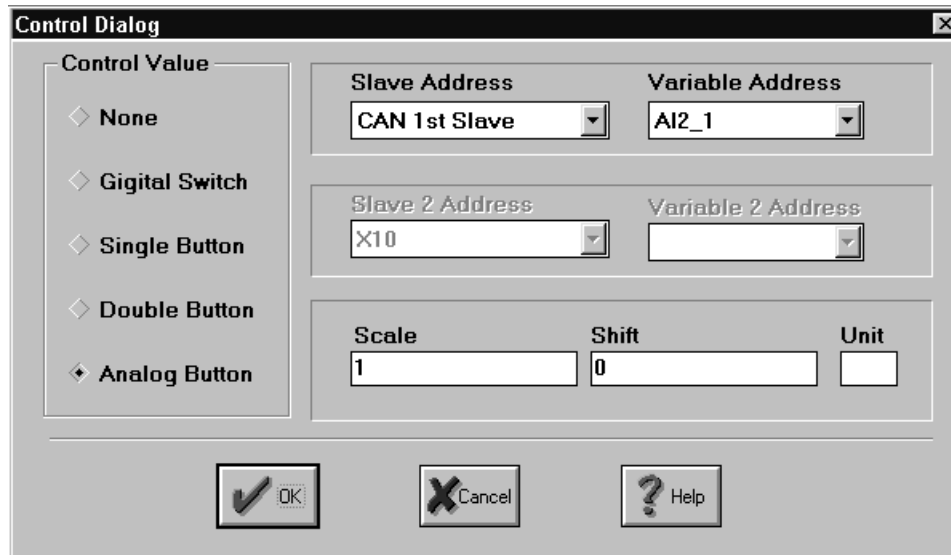 Control Dialog
Control Value
None
Gigital Switch
Single Button
Double Button
Analog Button
Slave Address
Variable Address
CAN 1st Slave
AI2_1
Slave 2 Address
Variable 2 Address
X10
Scale
Shift
Unit
1
0
OK
Cancel
Help